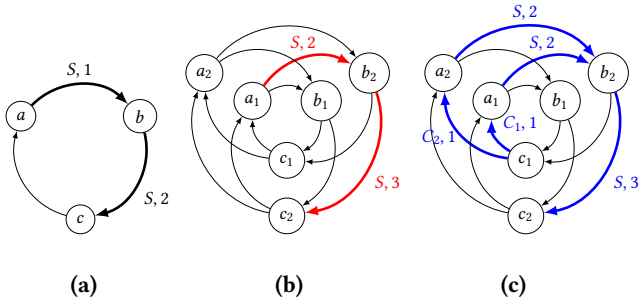 S, 1
a
b
S, 2
c
(a)
S, 2
a₂
b₂
a₁
b₁
c₁
S, 3
c₂
(b)
S, 2
S, 2
a₂
b₂
a₁
b₁
C₂, 1
C₁, 1
c₁
S, 3
c₂
(c)